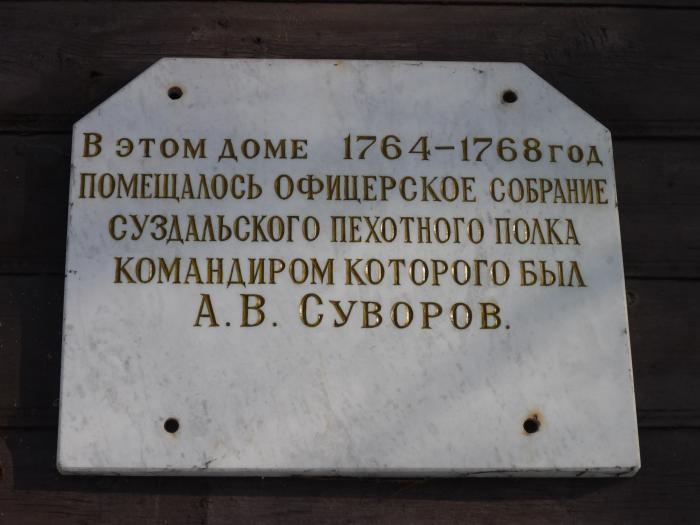 В этом доме 1764-1768 год
помещалось офицерское собрание
Суздальского пехотного полка
командиром которого был
А. В. Суворов.